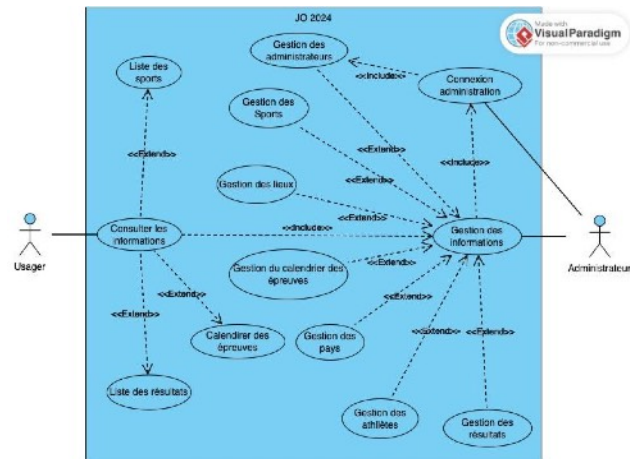 JO 2024
Made with
VisualParadigm
For non-commercial use
Gestion des
administrateurs
Liste des
sports
<<Include>>
Connexion
administration
Gestion des
Sports
<<Extend>>
<<Extend>>
<<Extend>>
<<Include>>
Gestion des lieux
<<Extend>>
Consulter les
informations
<<Include>>
Gestion des
informations
Usager
Administrateur
<<Extend>>
Gestion du calendrier des
épreuves
<<Extend>>
<<Extend>>
<<Extend>>
<<Extend>>
<<Extend>>
Calendirer des
épreuves
Gestion des
pays
Liste des résultats
Gestion des
athlètes
Gestion des
résultats